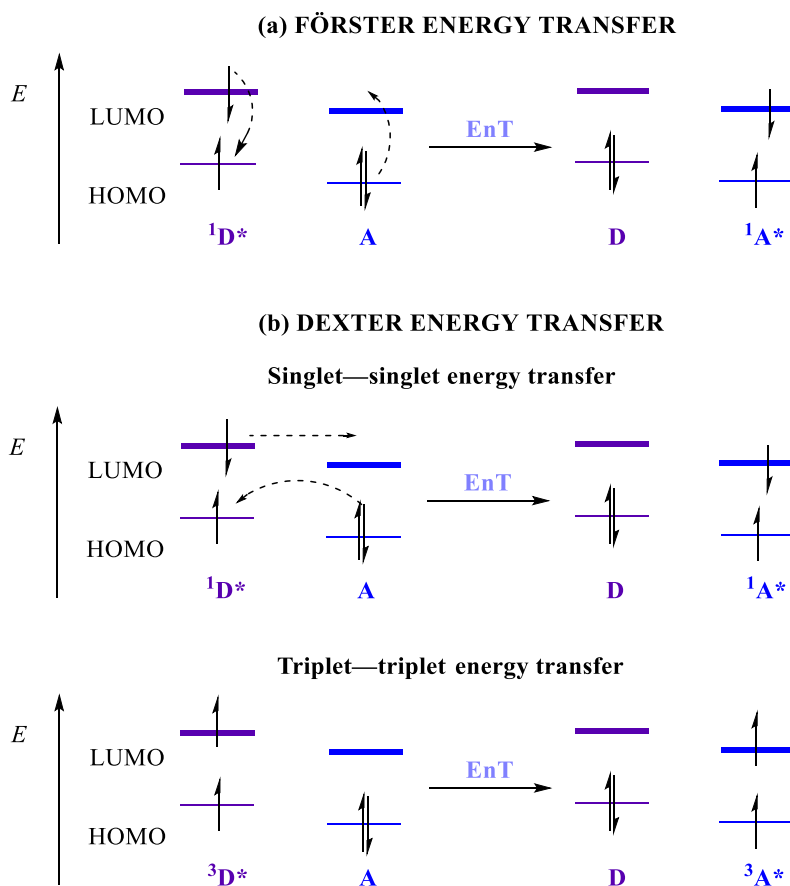 (a) FÖRSTER ENERGY TRANSFER
E
LUMO
EnT
HOMO
¹D* A D ¹A*
(b) DEXTER ENERGY TRANSFER
Singlet—singlet energy transfer
E
LUMO
EnT
HOMO
¹D* A D ¹A*
Triplet—triplet energy transfer
E
LUMO
EnT
HOMO
³D* A D ³A*